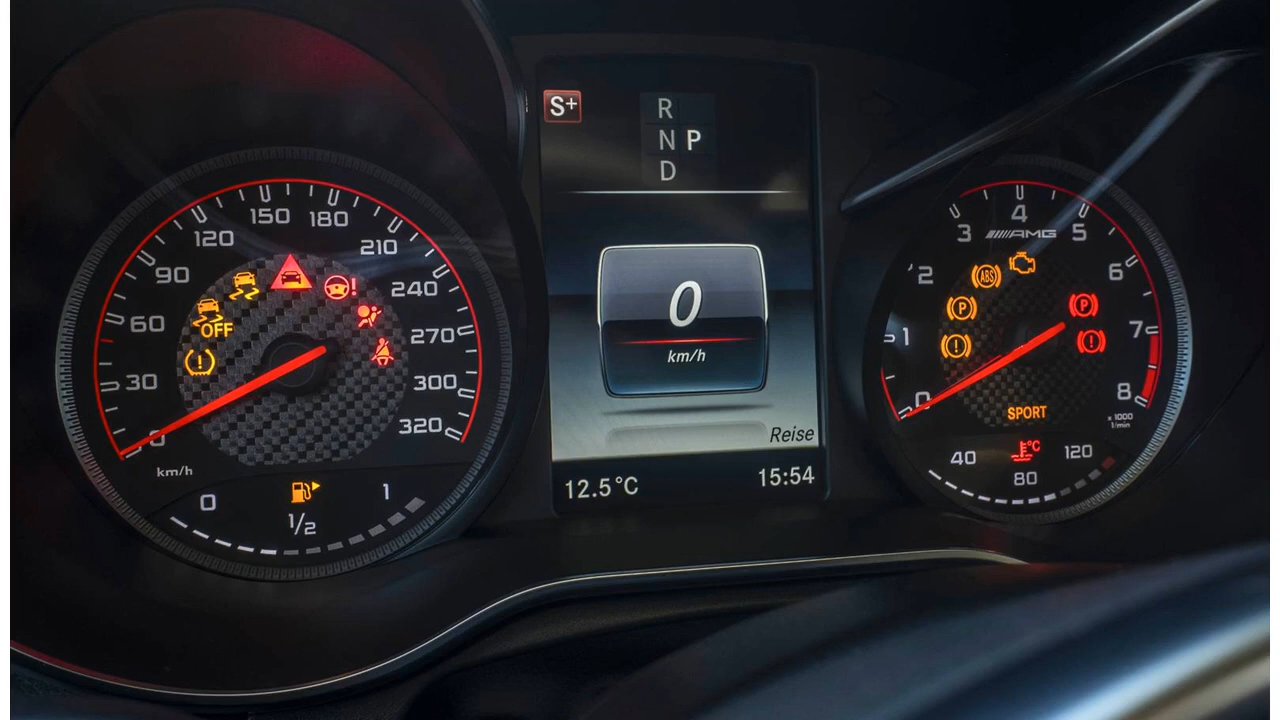 0
30
60
90
120
150
180
210
240
270
300
320
km/h
OFF
0
1/2
1
S+
R
N P
D
0
km/h
Reise
12.5°C
15:54
0
1
2
3
4
5
6
7
8
AMG
ABS
P
P
!
!
SPORT
x 1000
1/min
°C
40
80
120